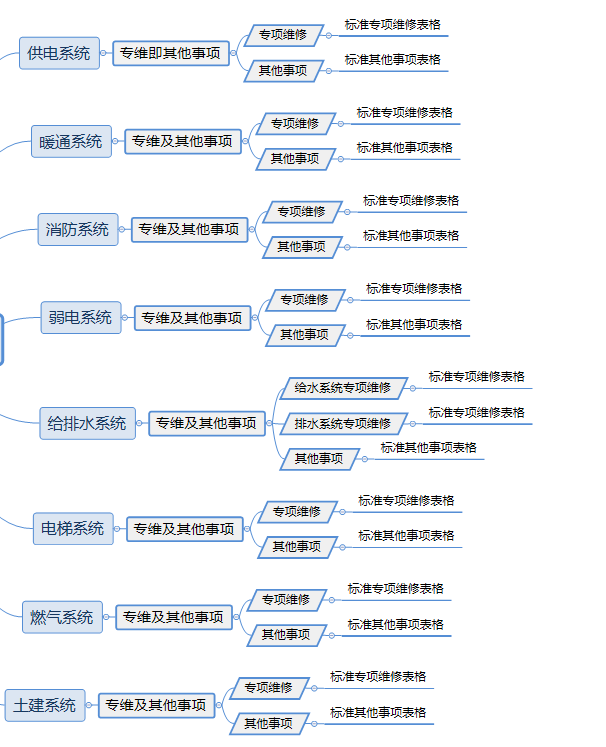 供电系统
专维即其他事项
专项维修
标准专项维修表格
其他事项
标准其他事项表格
暖通系统
专维及其他事项
专项维修
标准专项维修表格
其他事项
标准其他事项表格
消防系统
专维及其他事项
专项维修
标准专项维修表格
其他事项
标准其他事项表格
弱电系统
专维及其他事项
专项维修
标准专项维修表格
其他事项
标准其他事项表格
给排水系统
专维及其他事项
给水系统专项维修
标准专项维修表格
排水系统专项维修
标准专项维修表格
其他事项
标准其他事项表格
电梯系统
专维及其他事项
专项维修
标准专项维修表格
其他事项
标准其他事项表格
燃气系统
专维及其他事项
专项维修
标准专项维修表格
其他事项
标准其他事项表格
土建系统
专维及其他事项
专项维修
标准专项维修表格
其他事项
标准其他事项表格